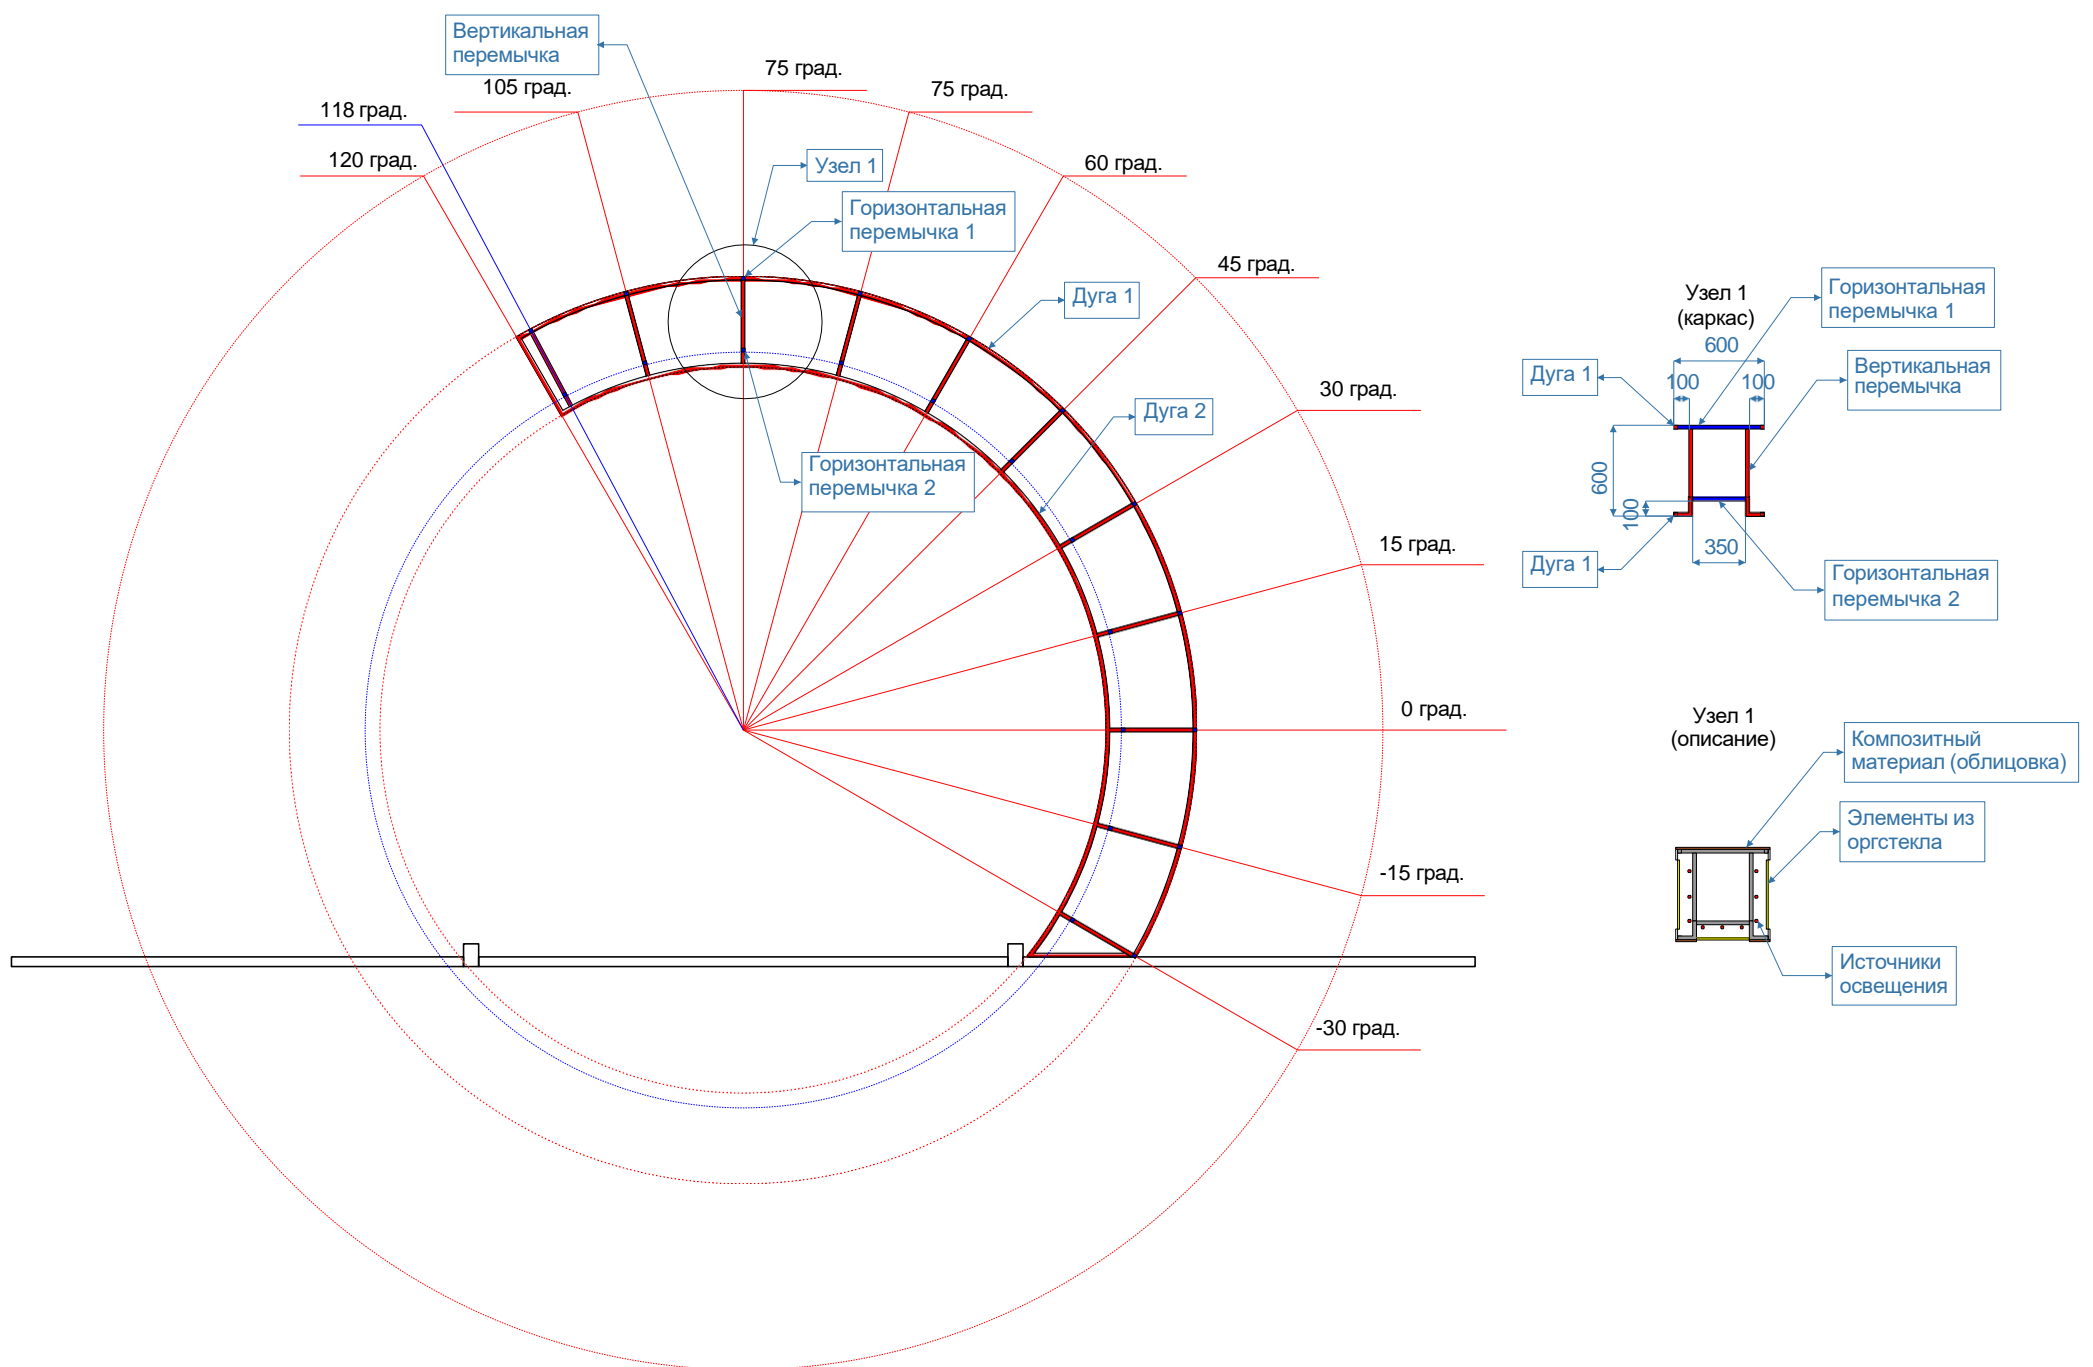 Вертикальная
перемычка
75 град.
105 град.
75 град.
118 град.
120 град.
Узел 1
60 град.
Горизонтальная
перемычка 1
45 град.
Дуга 1
30 град.
Дуга 2
Горизонтальная
перемычка 2
15 град.
0 град.
-15 град.
-30 град.
Узел 1
(каркас)
Горизонтальная
перемычка 1
600
Дуга 1
100
100
Вертикальная
перемычка
600
100
350
Дуга 1
Горизонтальная
перемычка 2
Узел 1
(описание)
Композитный
материал (облицовка)
Элементы из
оргстекла
Источники
освещения